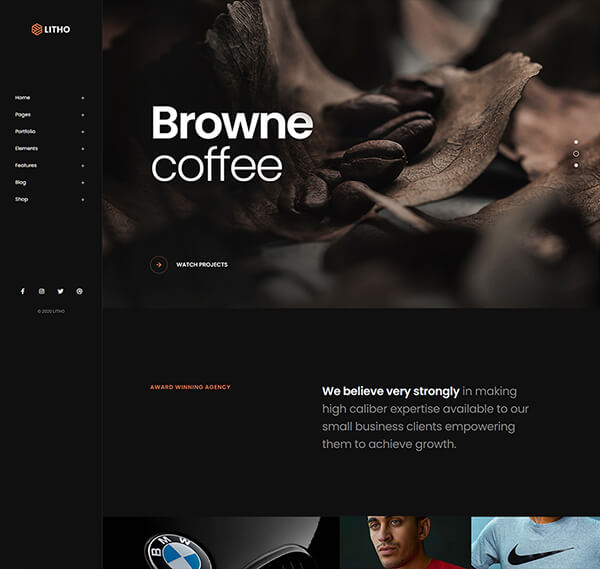 LITHO
Home +
Pages +
Portfolio +
Elements +
Features +
Blog +
Shop +
© 2020 LITHO
Browne
coffee
WATCH PROJECTS
AWARD WINNING AGENCY
We believe very strongly in making
high caliber expertise available to our
small business clients empowering
them to achieve growth.
BMW